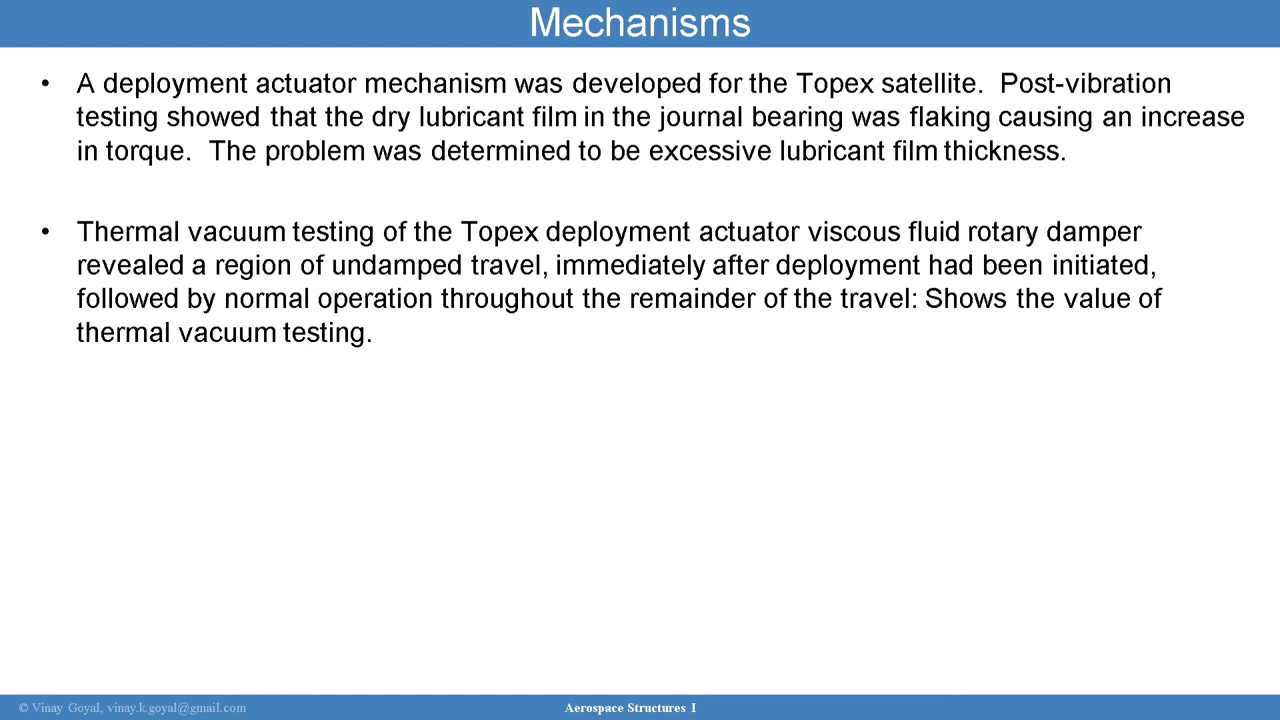 Mechanisms
• A deployment actuator mechanism was developed for the Topex satellite.  Post-vibration
testing showed that the dry lubricant film in the journal bearing was flaking causing an increase
in torque.  The problem was determined to be excessive lubricant film thickness.
• Thermal vacuum testing of the Topex deployment actuator viscous fluid rotary damper
revealed a region of undamped travel, immediately after deployment had been initiated,
followed by normal operation throughout the remainder of the travel: Shows the value of
thermal vacuum testing.
© Vinay Goyal, vinay.k.goyal@gmail.com
Aerospace Structures I